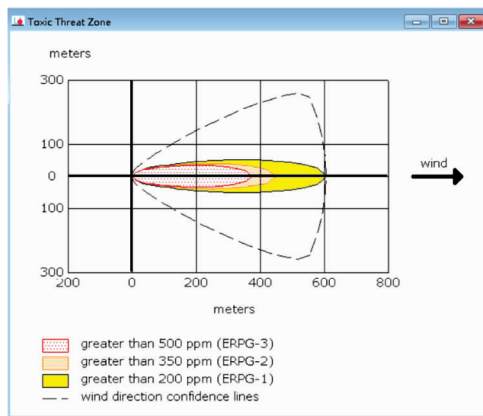 Toxic Threat Zone
meters
300
100
0
100
300
200 0 200 400 600 800
meters
wind
greater than 500 ppm (ERPG-3)
greater than 350 ppm (ERPG-2)
greater than 200 ppm (ERPG-1)
wind direction confidence lines